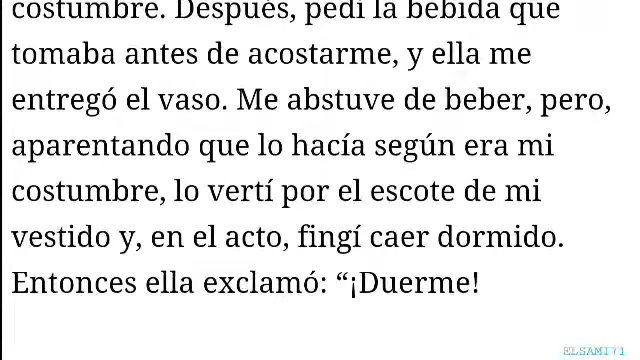 costumbre. Después, pedí la bebida que
tomaba antes de acostarme, y ella me
entregó el vaso. Me abstuve de beber, pero,
aparentando que lo hacía según era mi
costumbre, lo vertí por el escote de mi
vestido y, en el acto, fingí caer dormido.
Entonces ella exclamó: “¡Duerme!
ELSAMI71